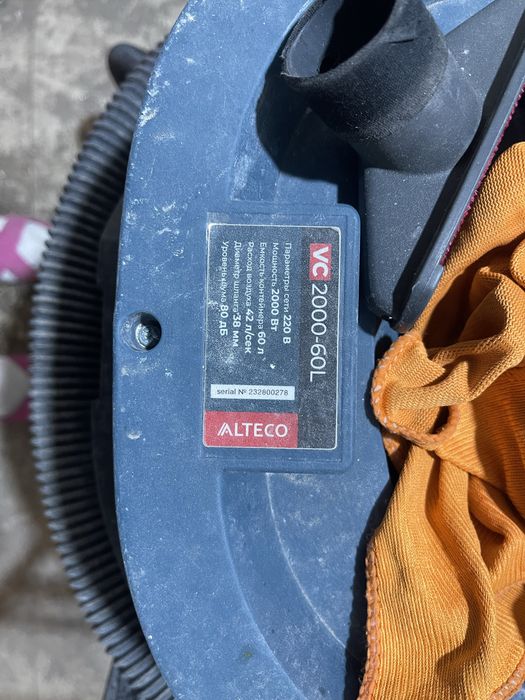 VC 2000-60L
Параметры сети 220 В
Мощность 2000 Вт
Емкость контейнера 60 л
Расход воздуха 42 л/сек
Диаметр шланга 38 мм
Уровень шума 80 дБ
serial № 232800278
ALTECO